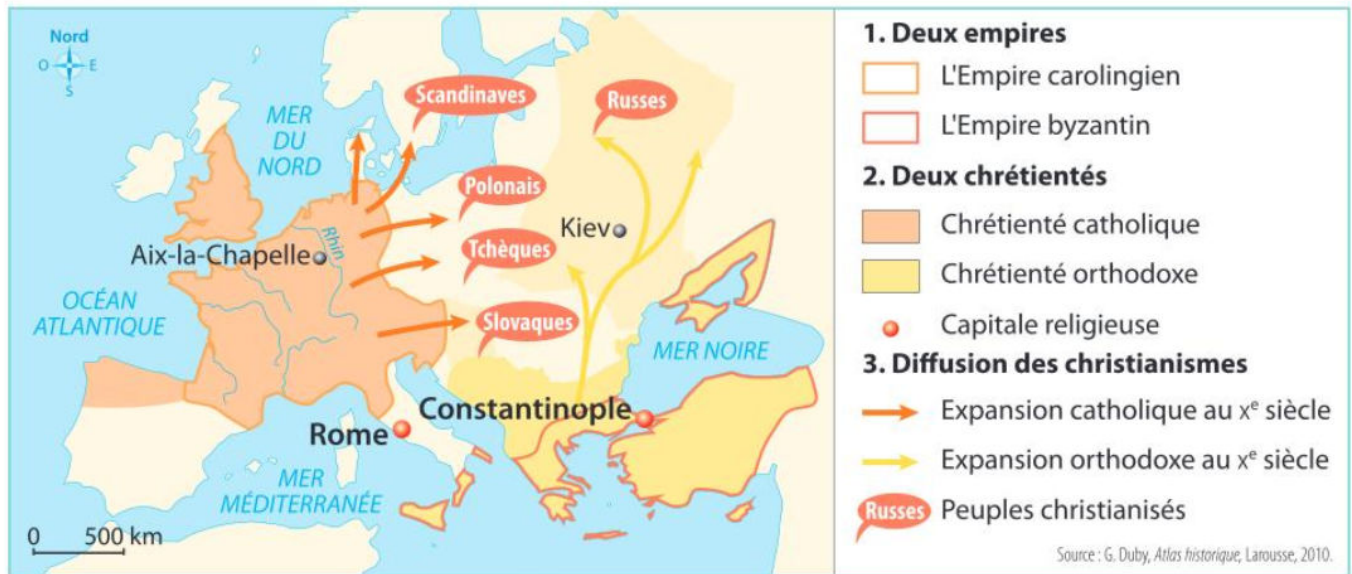 Nord
O
E
S
MER
DU
NORD
Scandinaves
Russes
Polonais
Tchèques
Slovaques
Kiev
Rhin
Aix-la-Chapelle
OCÉAN
ATLANTIQUE
MER NOIRE
Constantinople
Rome
MER
MÉDITERRANÉE
0 500 km
1. Deux empires
L'Empire carolingien
L'Empire byzantin
2. Deux chrétientés
Chrétienté catholique
Chrétienté orthodoxe
Capitale religieuse
3. Diffusion des christianismes
Expansion catholique au Xe siècle
Expansion orthodoxe au Xe siècle
Russes Peuples christianisés
Source : G. Duby, Atlas historique, Larousse, 2010.